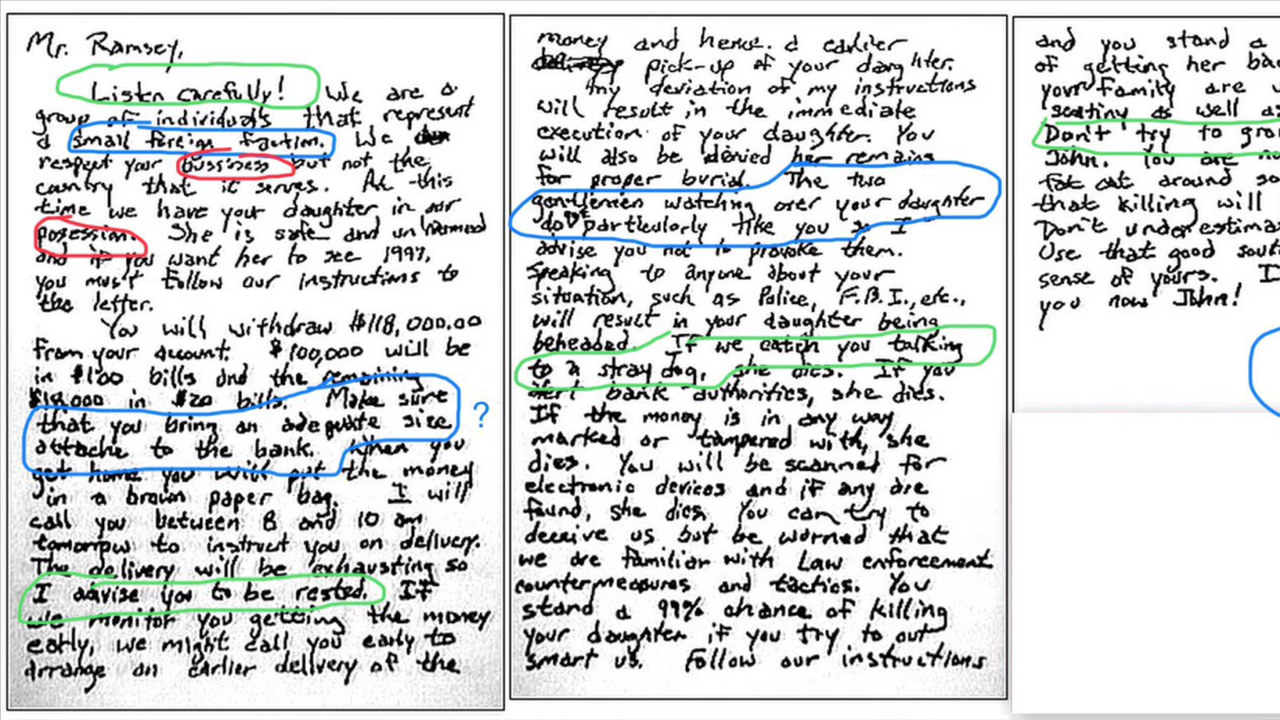 Mr. Ramsey,
Listen carefully! We are a
group of individuals that represent
a small foreign faction. We
respect your bussiness but not the
country that it serves. At this
time we have your daughter in our
posession. She is safe and unharmed
and if you want her to see 1997,
you must follow our instructions to
the letter.
You will withdraw $118,000.00
from your account. $100,000 will be
in $100 bills and the remaining
$18,000 in $20 bills. Make sure
that you bring an adequate size
attache to the bank. When you
get home you will put the money
in a brown paper bag. I will
call you between 8 and 10 am
tomorrow to instruct you on delivery.
The delivery will be exhausting so
I advise you to be rested. If
we monitor you getting the money
early, we might call you early to
arrange an earlier delivery of the
?
money and hence. a earlier
delivery pick-up of your daughter.
Any deviation of my instructions
will result in the immediate
execution of your daughter. You
will also be denied her remains
for proper burial. The two
gentlemen watching over your daughter
do not particularly like you so I
advise you not to provoke them.
Speaking to anyone about your
situation, such as Police, F.B.I., etc.,
will result in your daughter being
beheaded. If we catch you talking
to a stray dog, she dies. If you
alert bank authorities, she dies.
If the money is in any way
marked or tampered with, she
dies. You will be scanned for
electronic devices and if any are
found, she dies. You can try to
deceive us but be warned that
we are familiar with Law enforcement
countermeasures and tactics. You
stand a 99% chance of killing
your daughter if you try to out
smart us. Follow our instructions
and you stand a
of getting her bac
your family are u
scutiny as well as
Don't try to gro
John. You are no
fat cat around so
that killing will
Don't underestima
Use that good sout
sense of yours. I
you now John!